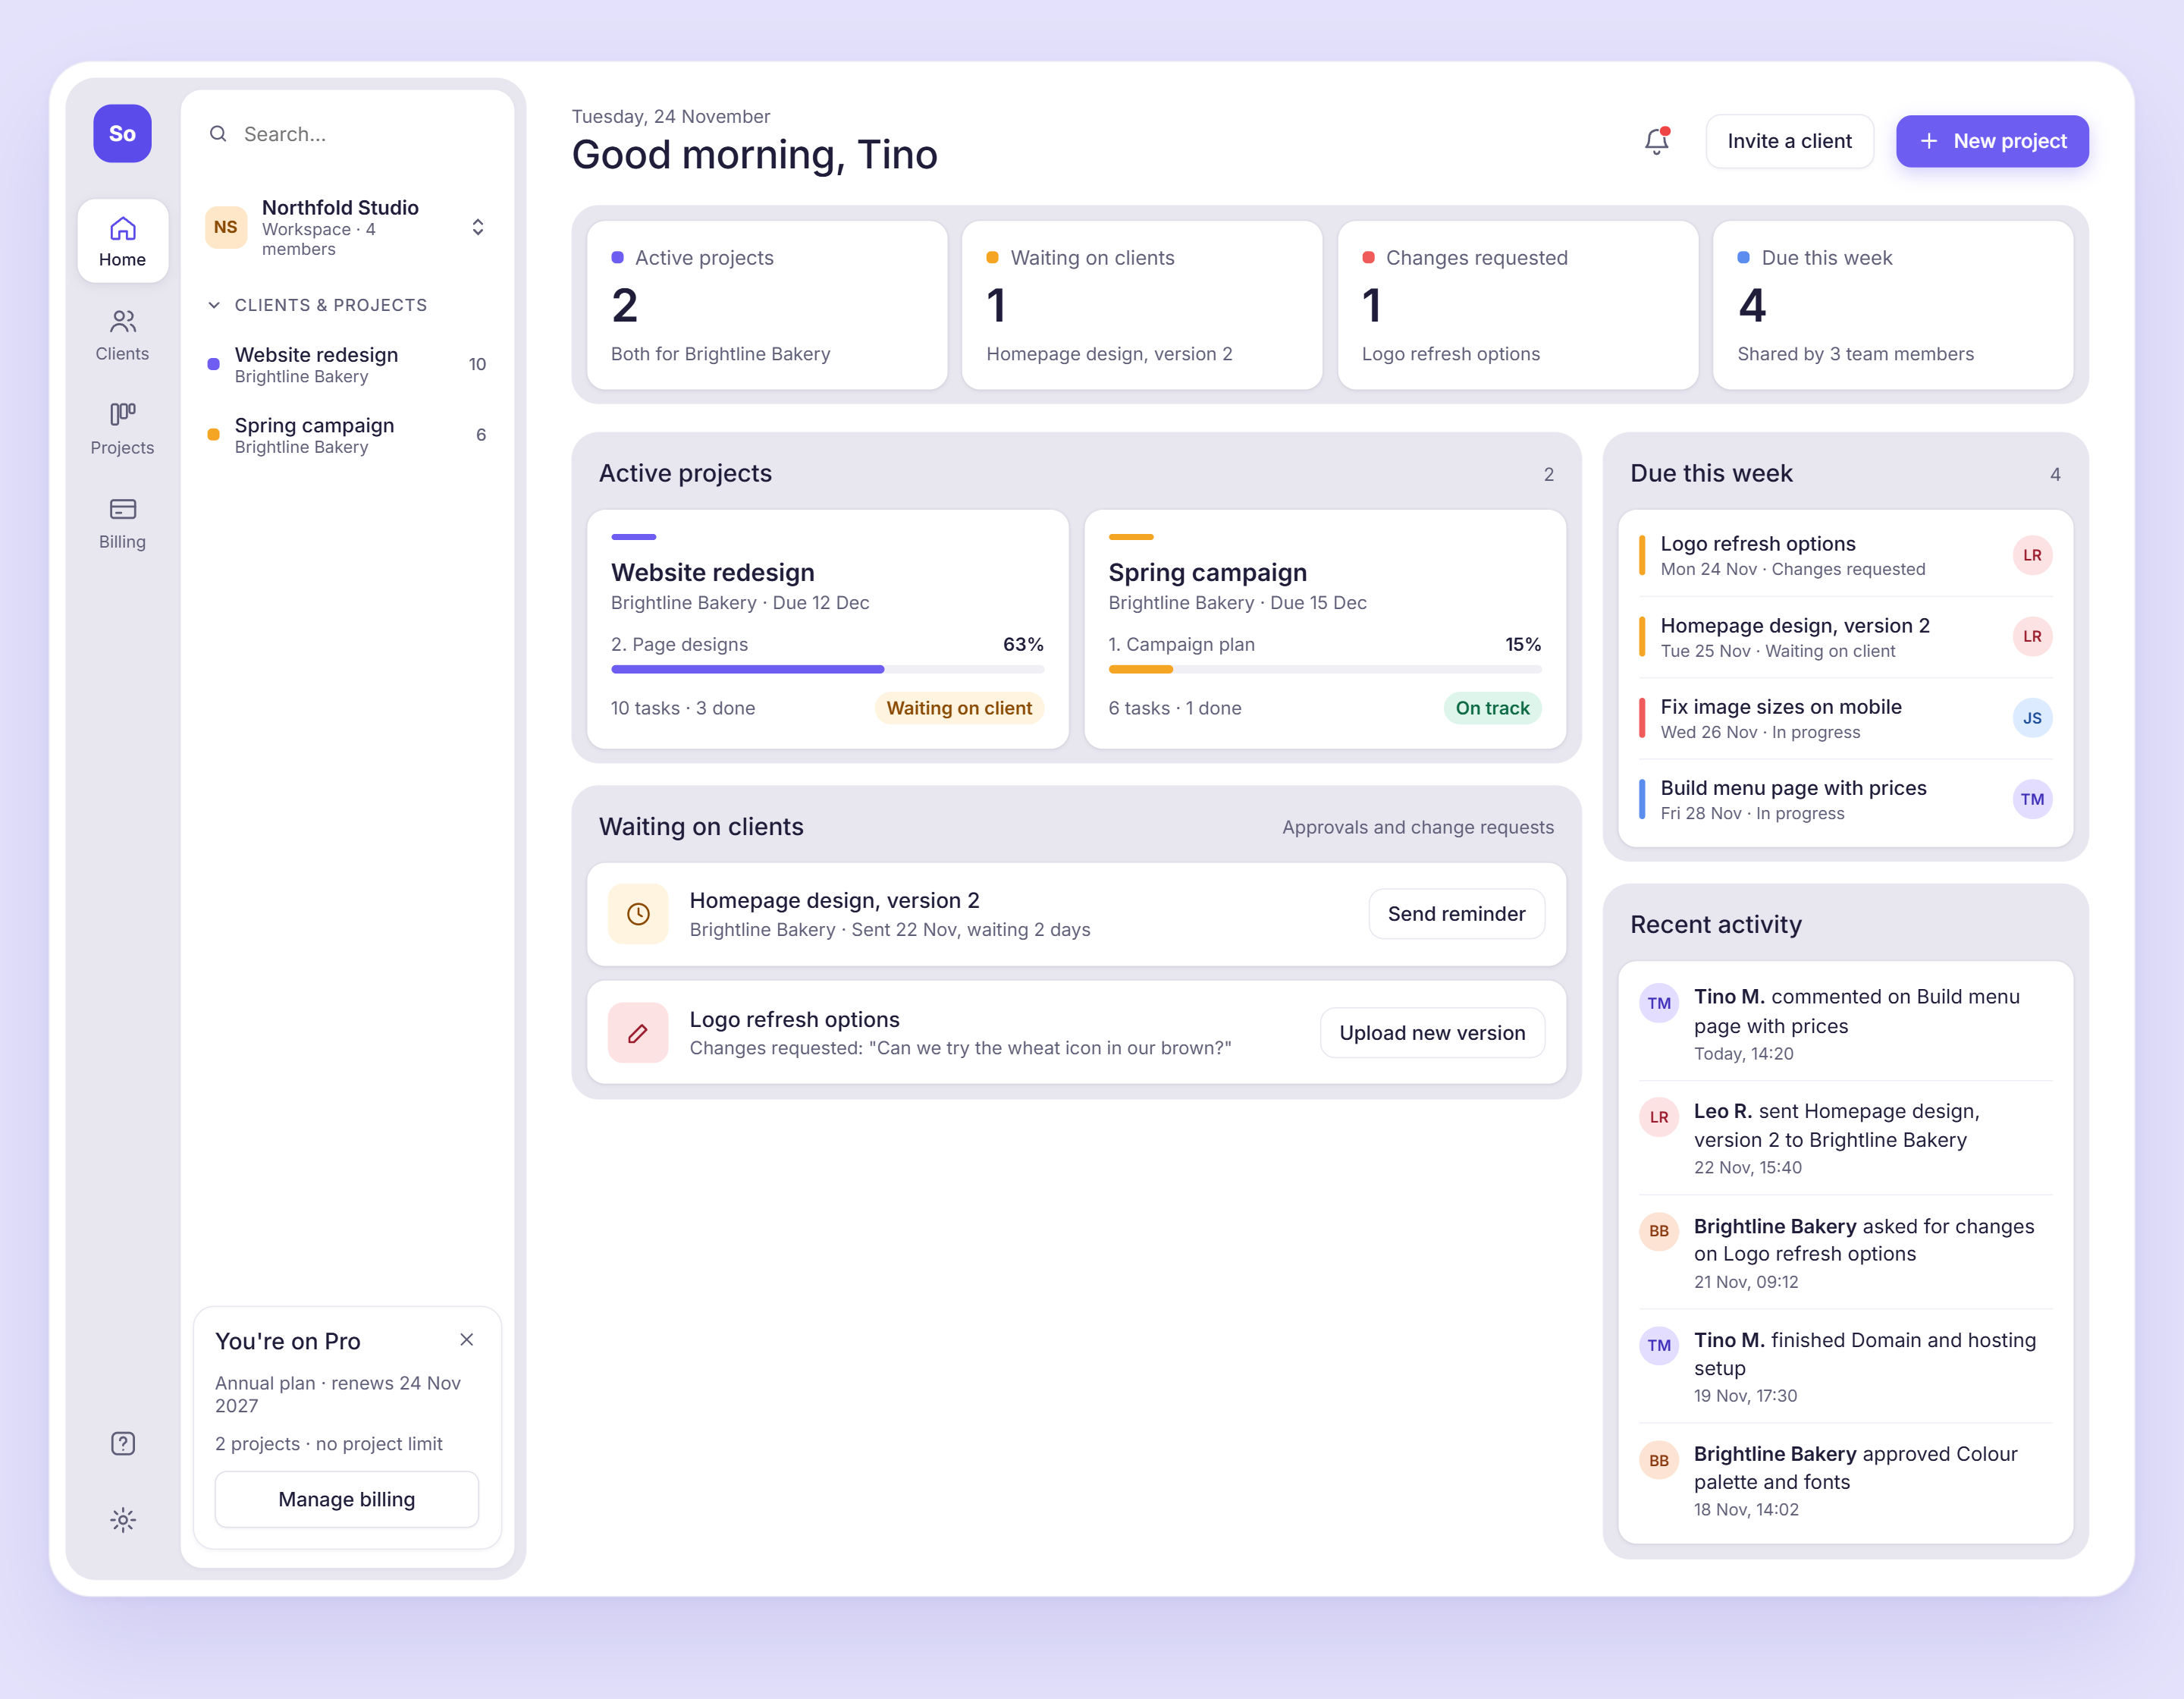 So
Home
Clients
Projects
Billing
Search...
NS
Northfold Studio
Workspace · 4
members
CLIENTS & PROJECTS
Website redesign
Brightline Bakery
10
Spring campaign
Brightline Bakery
6
You're on Pro
Annual plan · renews 24 Nov
2027
2 projects · no project limit
Manage billing
Tuesday, 24 November
Good morning, Tino
Invite a client
New project
Active projects
2
Both for Brightline Bakery
Waiting on clients
1
Homepage design, version 2
Changes requested
1
Logo refresh options
Due this week
4
Shared by 3 team members
Active projects
2
Website redesign
Brightline Bakery · Due 12 Dec
2. Page designs 63%
10 tasks · 3 done Waiting on client
Spring campaign
Brightline Bakery · Due 15 Dec
1. Campaign plan 15%
6 tasks · 1 done On track
Waiting on clients
Approvals and change requests
Homepage design, version 2
Brightline Bakery · Sent 22 Nov, waiting 2 days
Send reminder
Logo refresh options
Changes requested: "Can we try the wheat icon in our brown?"
Upload new version
Due this week
4
Logo refresh options
Mon 24 Nov · Changes requested
LR
Homepage design, version 2
Tue 25 Nov · Waiting on client
LR
Fix image sizes on mobile
Wed 26 Nov · In progress
JS
Build menu page with prices
Fri 28 Nov · In progress
TM
Recent activity
TM
Tino M. commented on Build menu
page with prices
Today, 14:20
LR
Leo R. sent Homepage design,
version 2 to Brightline Bakery
22 Nov, 15:40
BB
Brightline Bakery asked for changes
on Logo refresh options
21 Nov, 09:12
TM
Tino M. finished Domain and hosting
setup
19 Nov, 17:30
BB
Brightline Bakery approved Colour
palette and fonts
18 Nov, 14:02